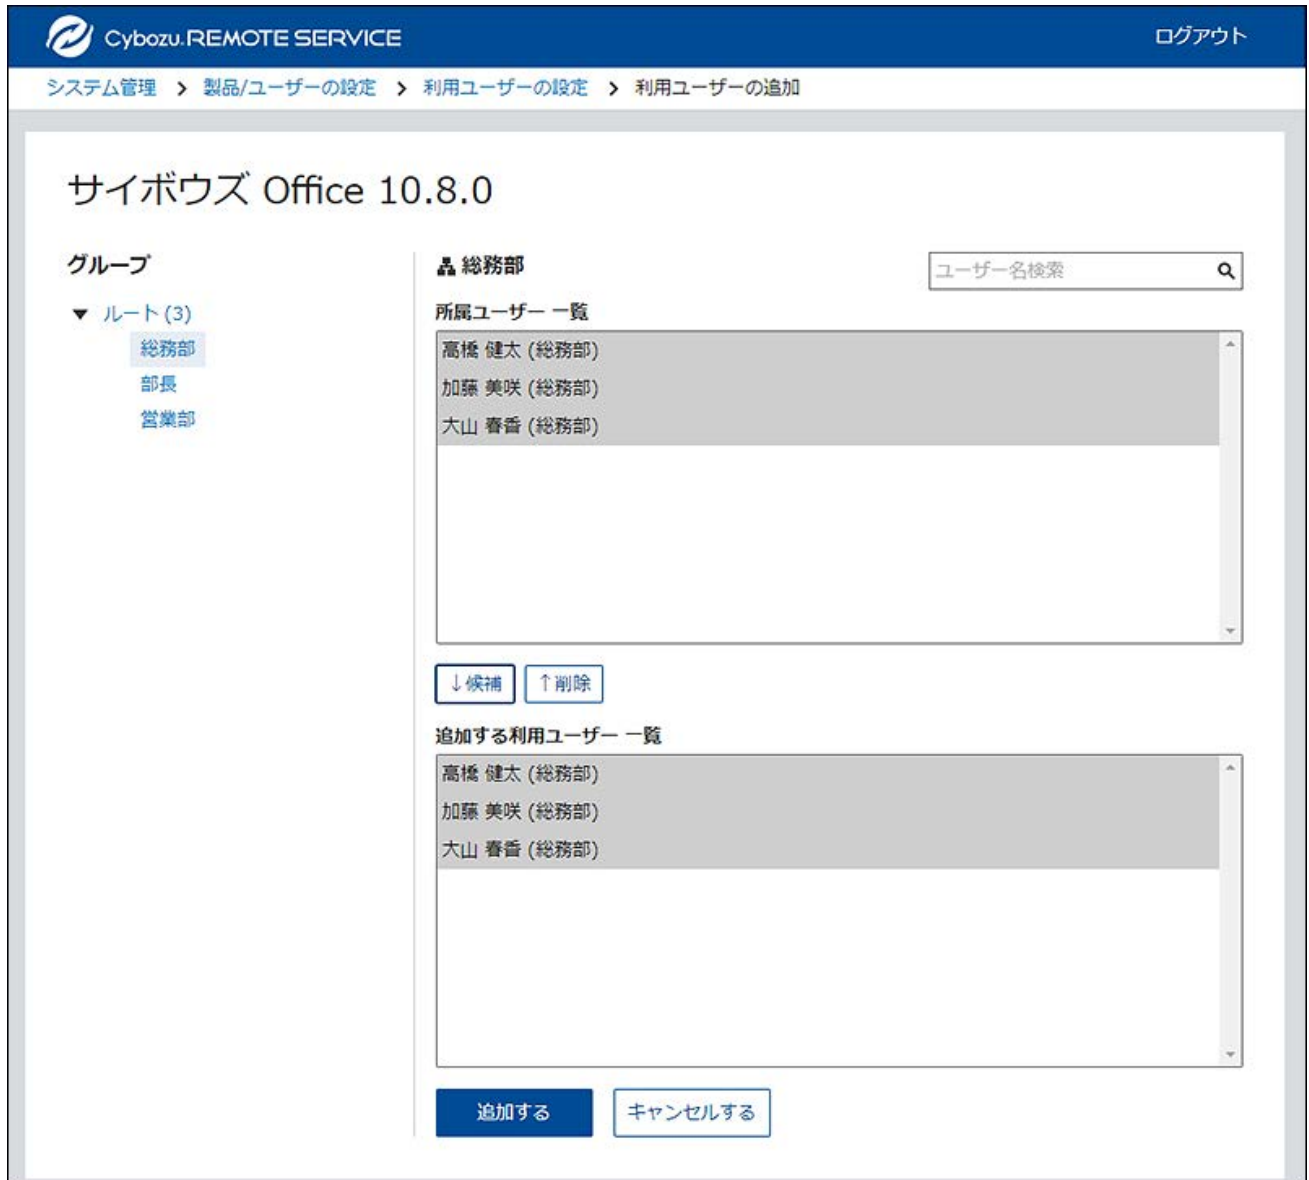 Cybozu.REMOTE SERVICE ログアウト
システム管理 > 製品/ユーザーの設定 > 利用ユーザーの設定 > 利用ユーザーの追加
サイボウズ Office 10.8.0
グループ
▼ ルート (3)
総務部
部長
営業部
総務部
ユーザー名検索
所属ユーザー 一覧
高橋 健太 (総務部)
加藤 美咲 (総務部)
大山 春香 (総務部)
↓候補 ↑削除
追加する利用ユーザー 一覧
高橋 健太 (総務部)
加藤 美咲 (総務部)
大山 春香 (総務部)
追加する キャンセルする